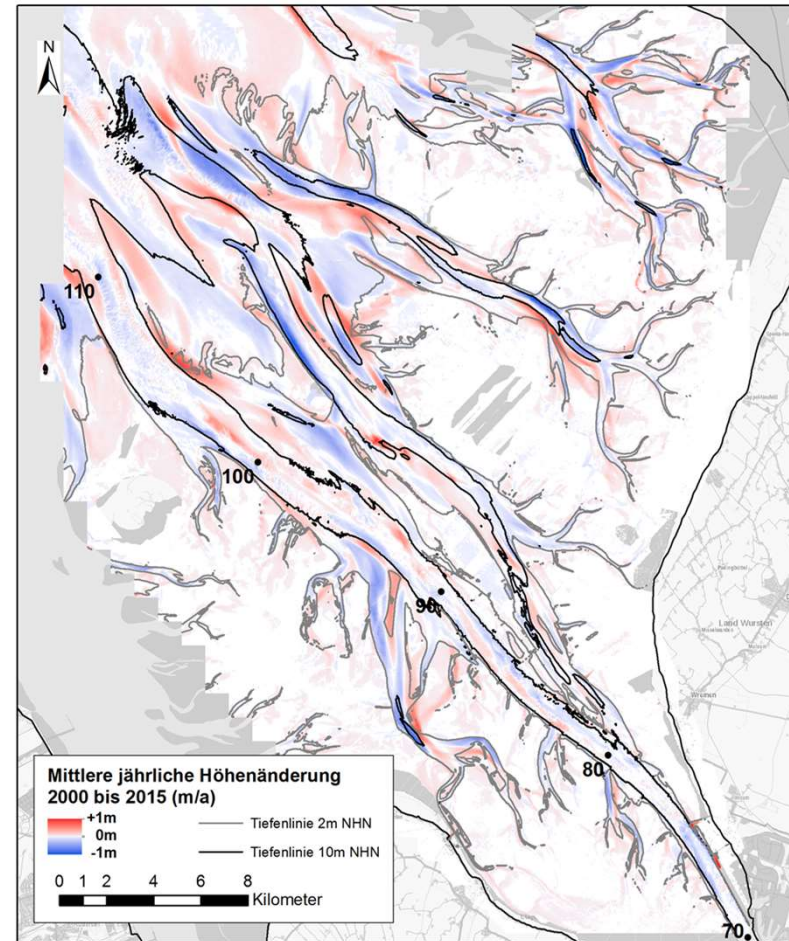 N
110
100
90
80
70
Land Wursten
Wremen
Mittlere jährliche Höhenänderung
2000 bis 2015 (m/a)
+1m
0m
-1m
Tiefenlinie 2m NHN
Tiefenlinie 10m NHN
0 1 2 4 6 8
Kilometer